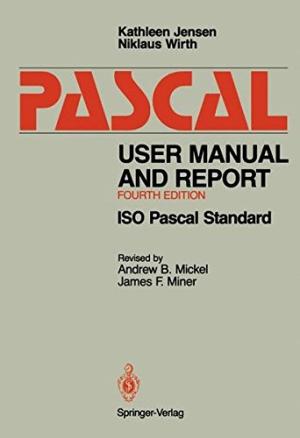 Kathleen Jensen
Niklaus Wirth
PASCAL
USER MANUAL
AND REPORT
FOURTH EDITION
ISO Pascal Standard
Revised by
Andrew B. Mickel
James F. Miner
Springer-Verlag